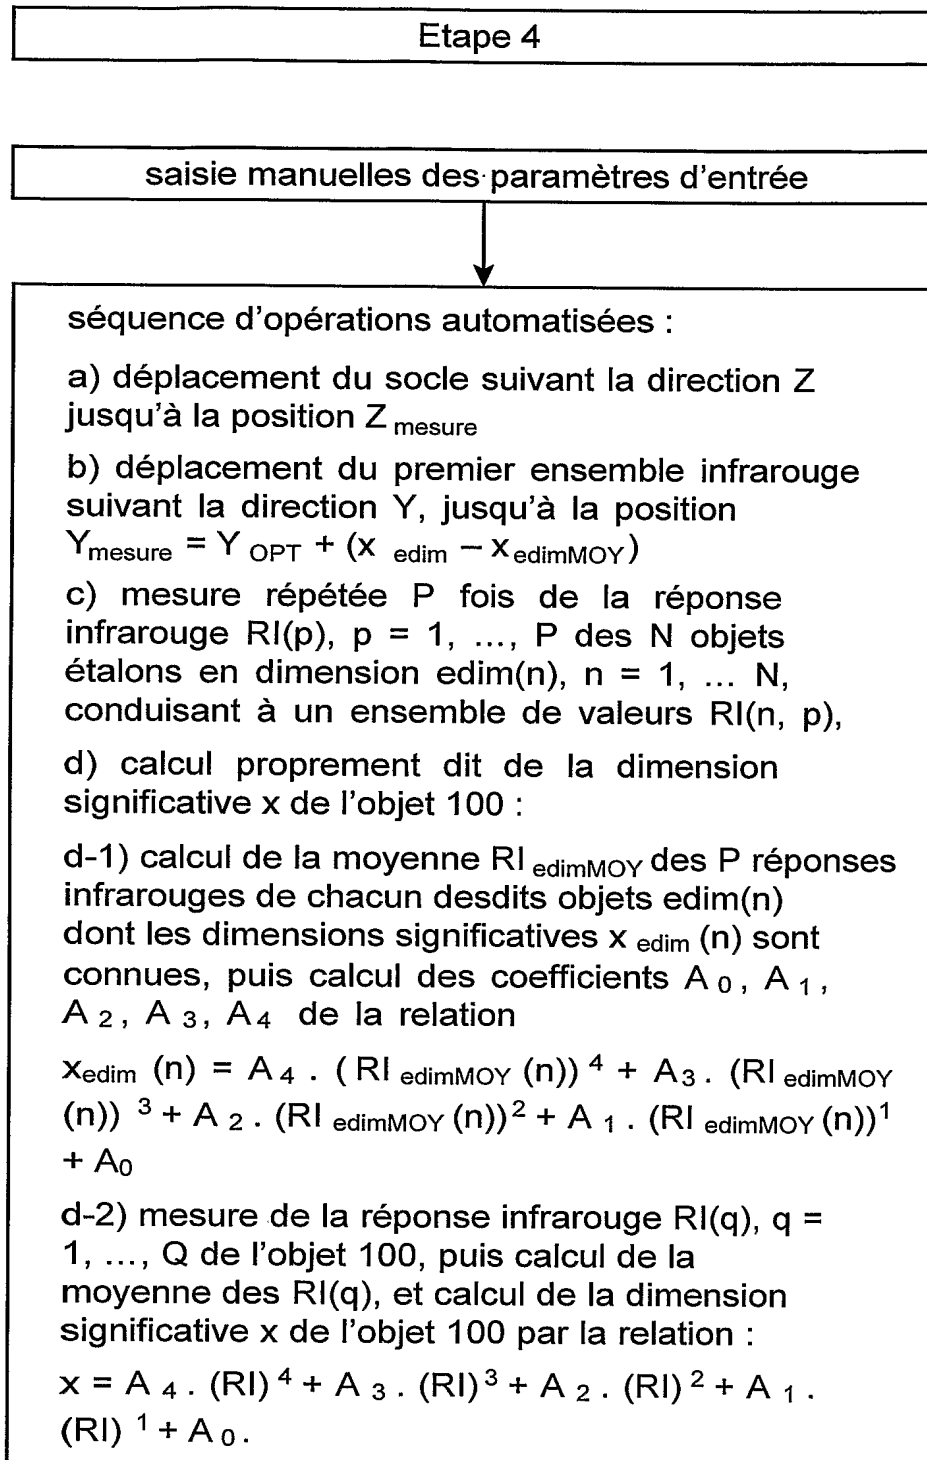 Etape 4
saisie manuelles des paramètres d'entrée
séquence d'opérations automatisées :
a) déplacement du socle suivant la direction Z
jusqu'à la position Z mesure
b) déplacement du premier ensemble infrarouge
suivant la direction Y, jusqu'à la position
Ymesure = Y OPT + (x edim – xedimMOY)
c) mesure répétée P fois de la réponse
infrarouge RI(p), p = 1, ..., P des N objets
étalons en dimension edim(n), n = 1, ... N,
conduisant à un ensemble de valeurs RI(n, p),
d) calcul proprement dit de la dimension
significative x de l'objet 100 :
d-1) calcul de la moyenne RI edimMOY des P réponses
infrarouges de chacun desdits objets edim(n)
dont les dimensions significatives x edim (n) sont
connues, puis calcul des coefficients A 0, A 1,
A 2, A 3, A4 de la relation
xedim (n) = A 4 . ( RI edimMOY (n)) 4 + A3 . (RI edimMOY
(n)) 3 + A 2 . (RI edimMOY (n))2 + A 1 . (RI edimMOY (n))1
+ A0
d-2) mesure de la réponse infrarouge RI(q), q =
1, ..., Q de l'objet 100, puis calcul de la
moyenne des RI(q), et calcul de la dimension
significative x de l'objet 100 par la relation :
x = A 4 . (RI) 4 + A 3 . (RI) 3 + A 2 . (RI) 2 + A 1 .
(RI) 1 + A 0 .